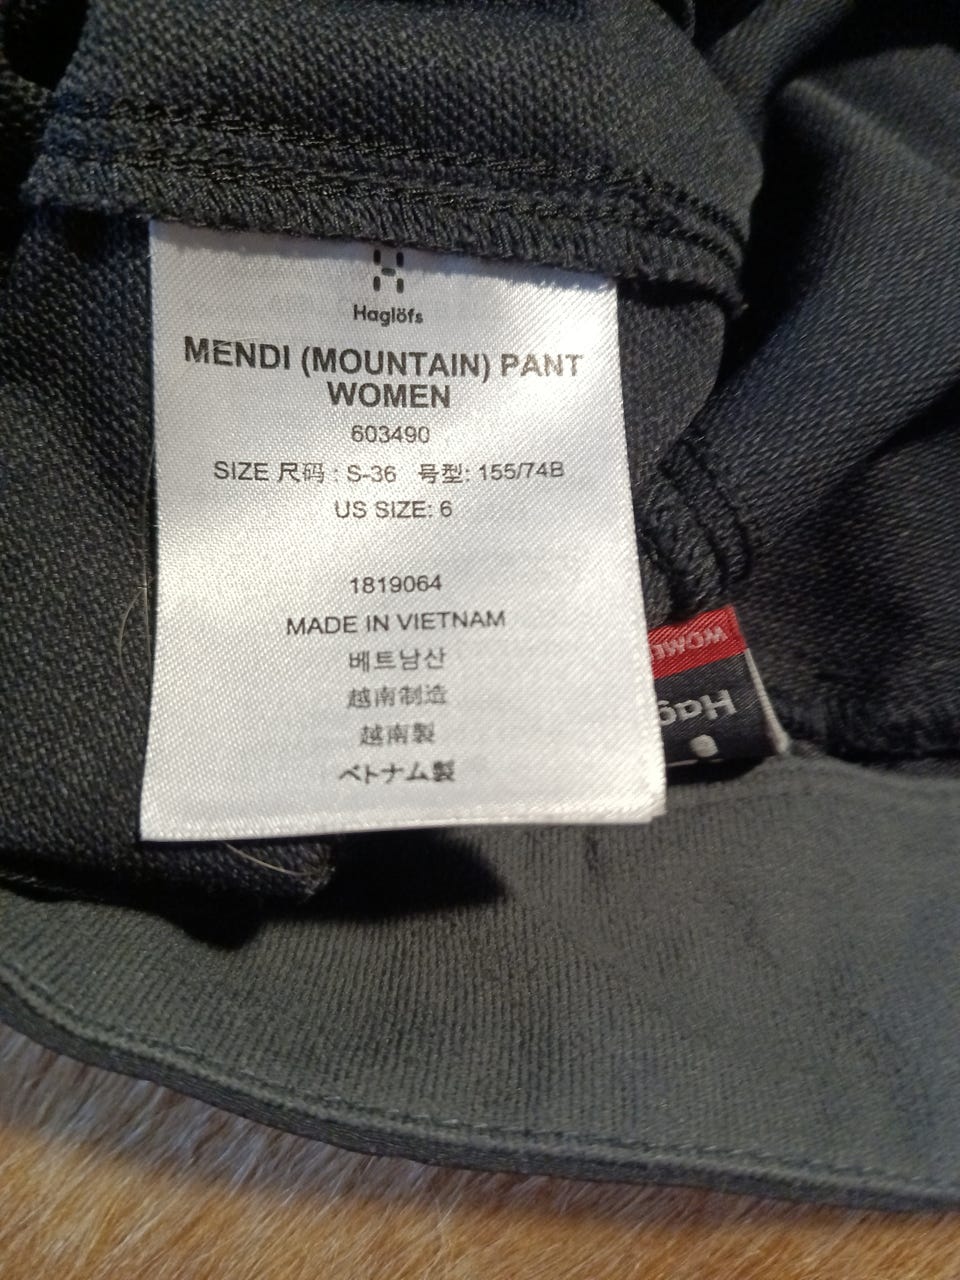 Haglöfs
MENDI (MOUNTAIN) PANT
WOMEN
603490
SIZE 尺码 : S-36 号型: 155/74B
US SIZE: 6
1819064
MADE IN VIETNAM
베트남산
越南制造
越南製
ベトナム製